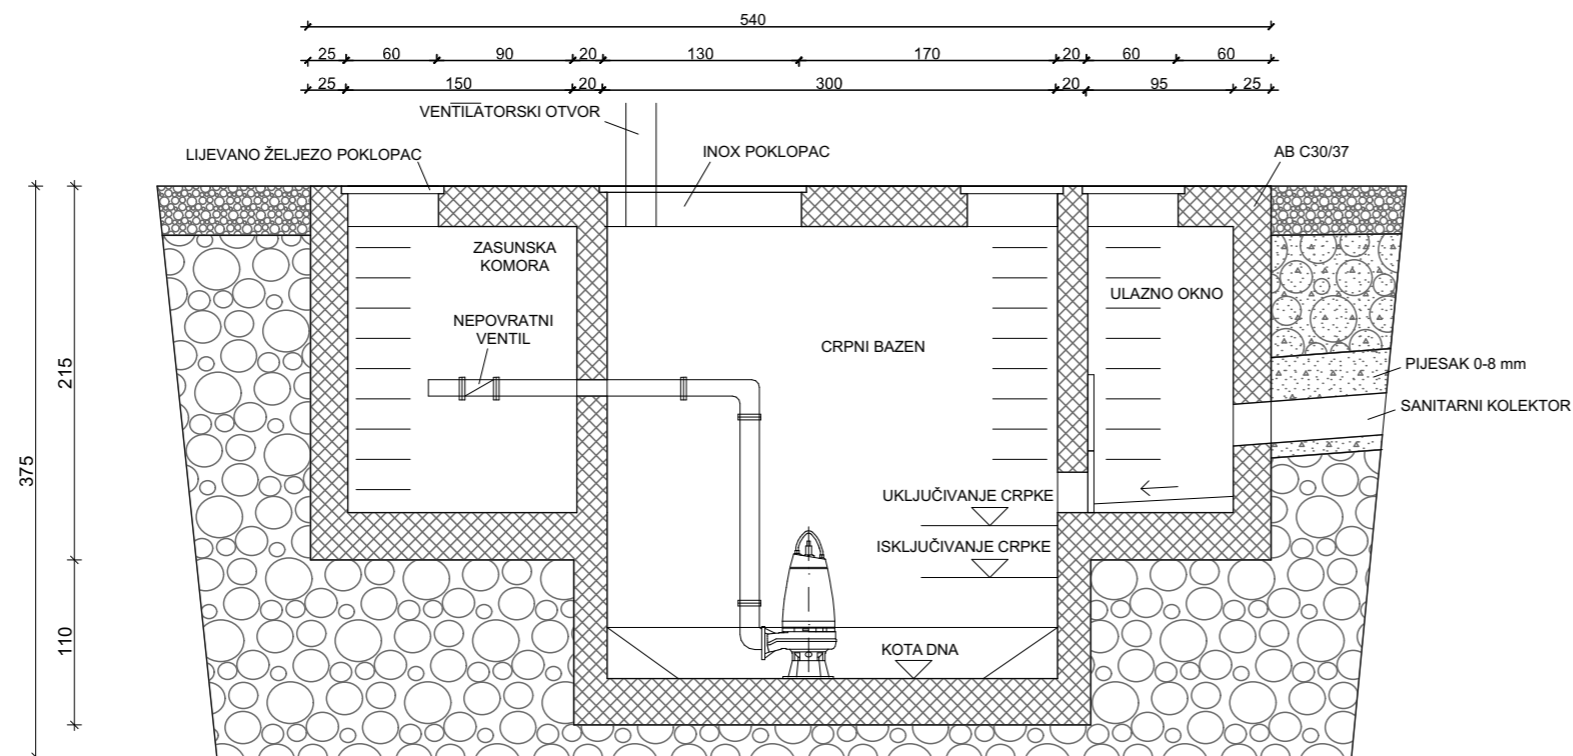 540
25 60 90 20 130 170 20 60 60
25 150 20 300 20 95 25
VENTILATORSKI OTVOR
LIJEVANO ŽELJEZO POKLOPAC
INOX POKLOPAC
AB C30/37
ZASUNSKA
KOMORA
ULAZNO OKNO
NEPOVRATNI
VENTIL
CRPNI BAZEN
PIJESAK 0-8 mm
SANITARNI KOLEKTOR
215
375
UKLJUČIVANJE CRPKE
ISKLJUČIVANJE CRPKE
110
KOTA DNA